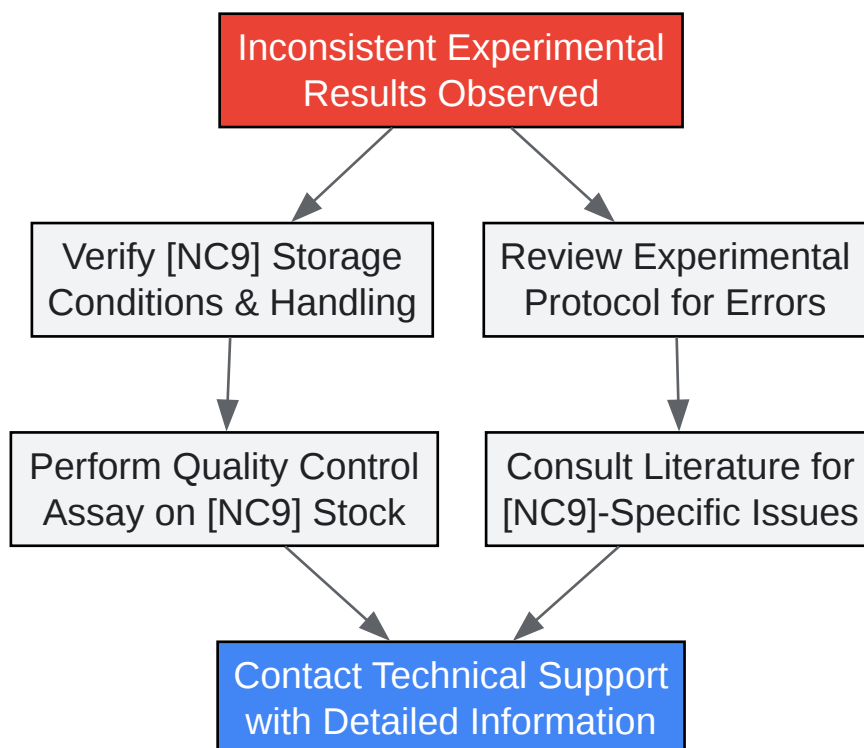 Inconsistent Experimental
Results Observed
Verify [NC9] Storage
Conditions & Handling
Review Experimental
Protocol for Errors
Perform Quality Control
Assay on [NC9] Stock
Consult Literature for
[NC9]-Specific Issues
Contact Technical Support
with Detailed Information